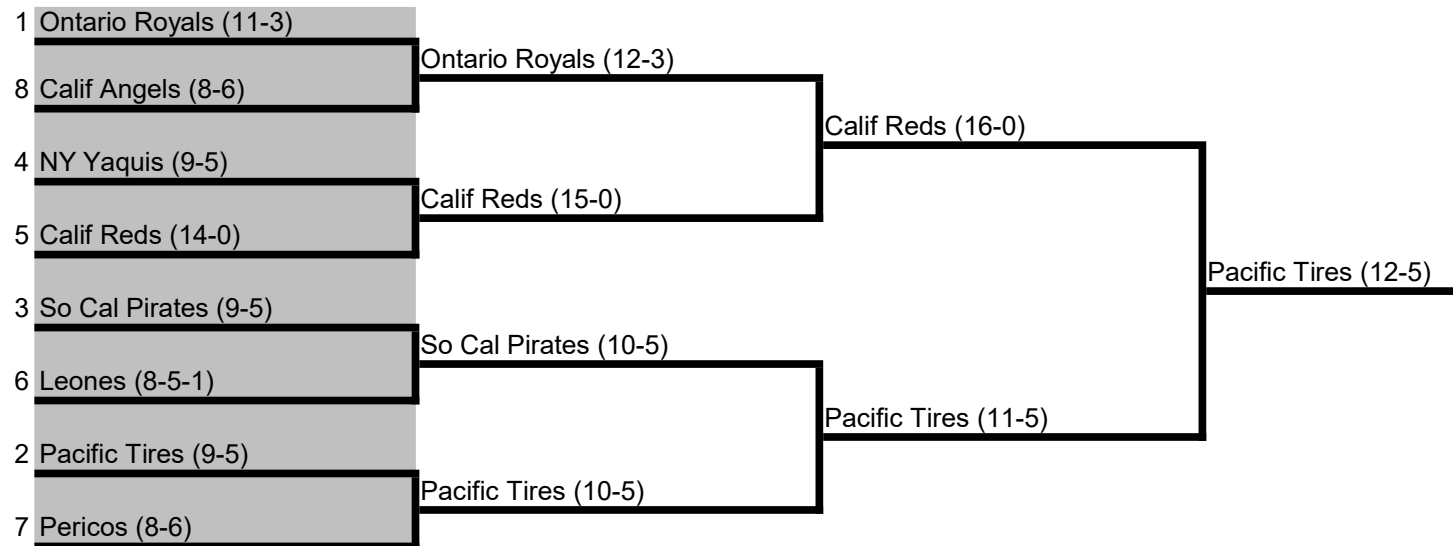 1 Ontario Royals (11-3)
8 Calif Angels (8-6)
4 NY Yaquis (9-5)
5 Calif Reds (14-0)
3 So Cal Pirates (9-5)
6 Leones (8-5-1)
2 Pacific Tires (9-5)
7 Pericos (8-6)
Ontario Royals (12-3)
Calif Reds (15-0)
So Cal Pirates (10-5)
Pacific Tires (10-5)
Calif Reds (16-0)
Pacific Tires (11-5)
Pacific Tires (12-5)